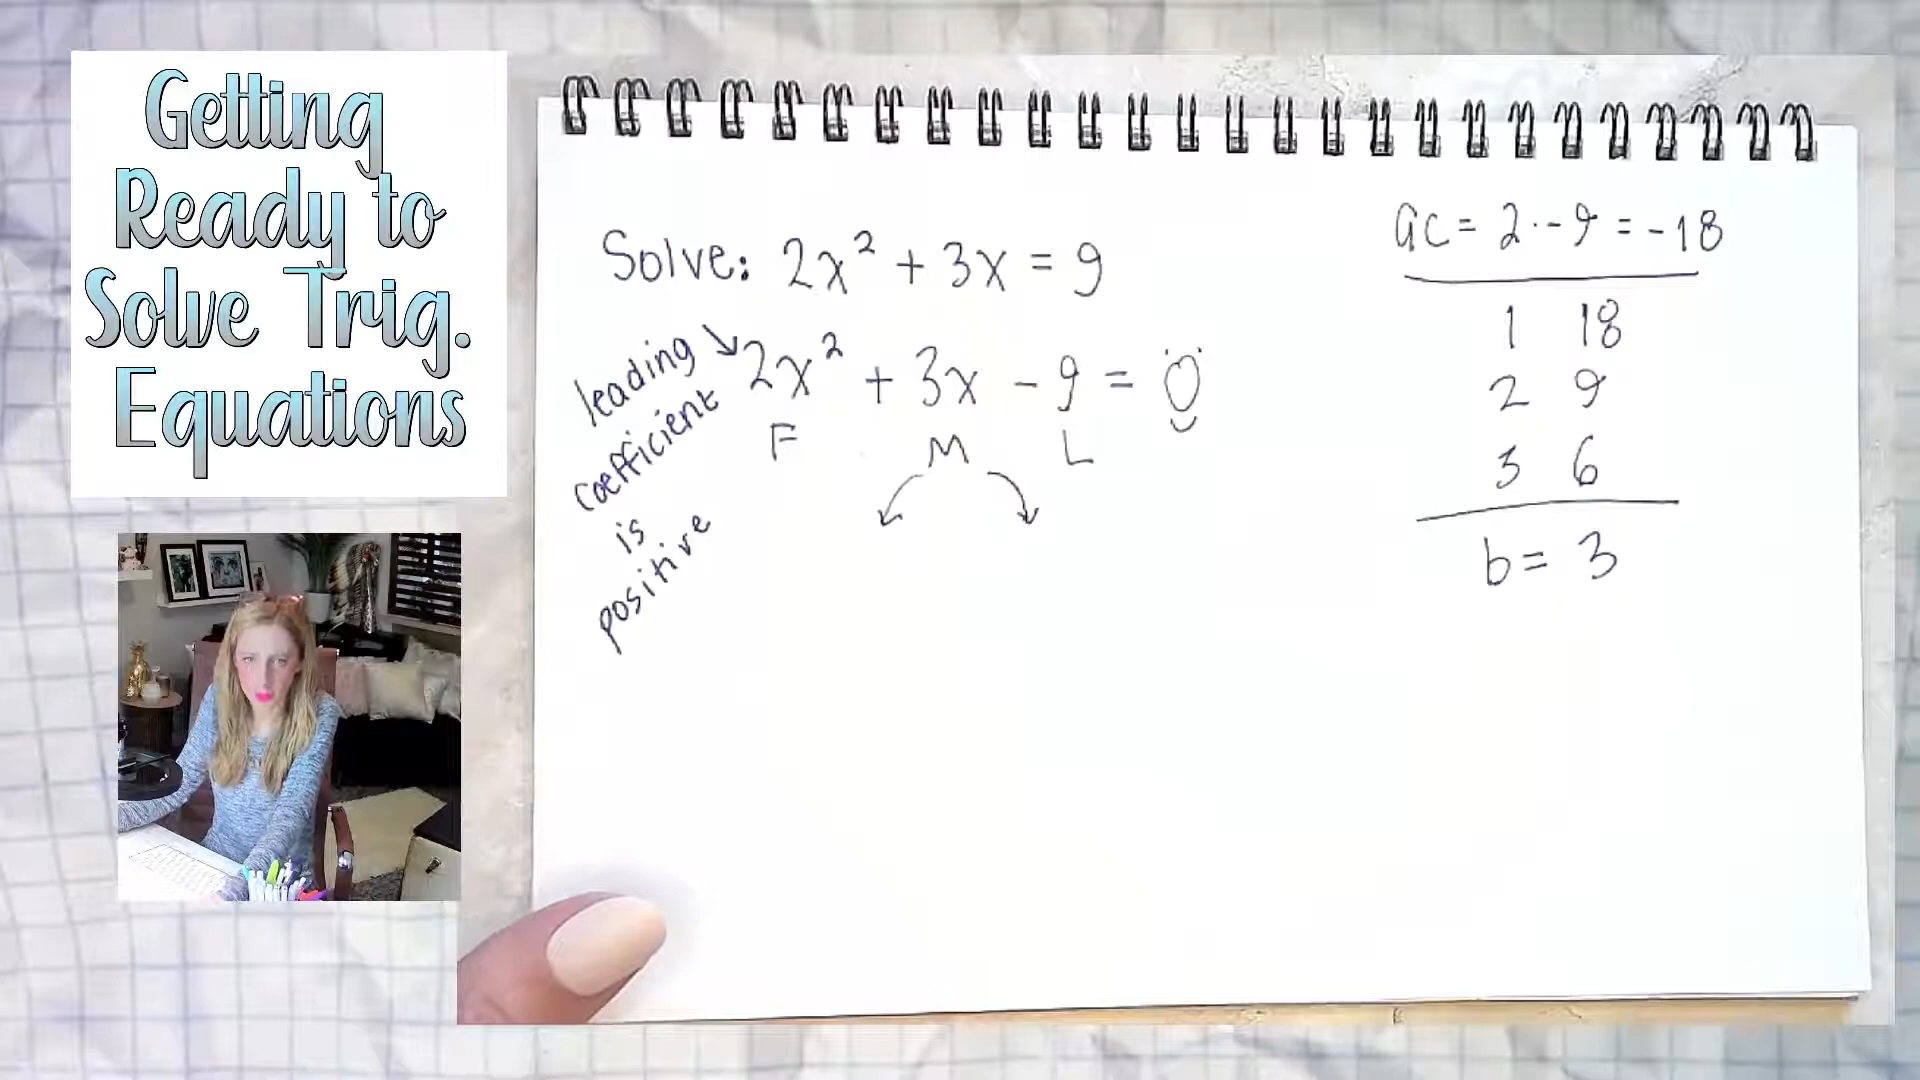 Getting
Ready to
Solve Trig.
Equations
Solve: 2x² + 3x = 9
leading
coefficient
is
positive
2x² + 3x - 9 = 0
F M L
ac = 2·-9 = -18
1 18
2 9
3 6
b = 3